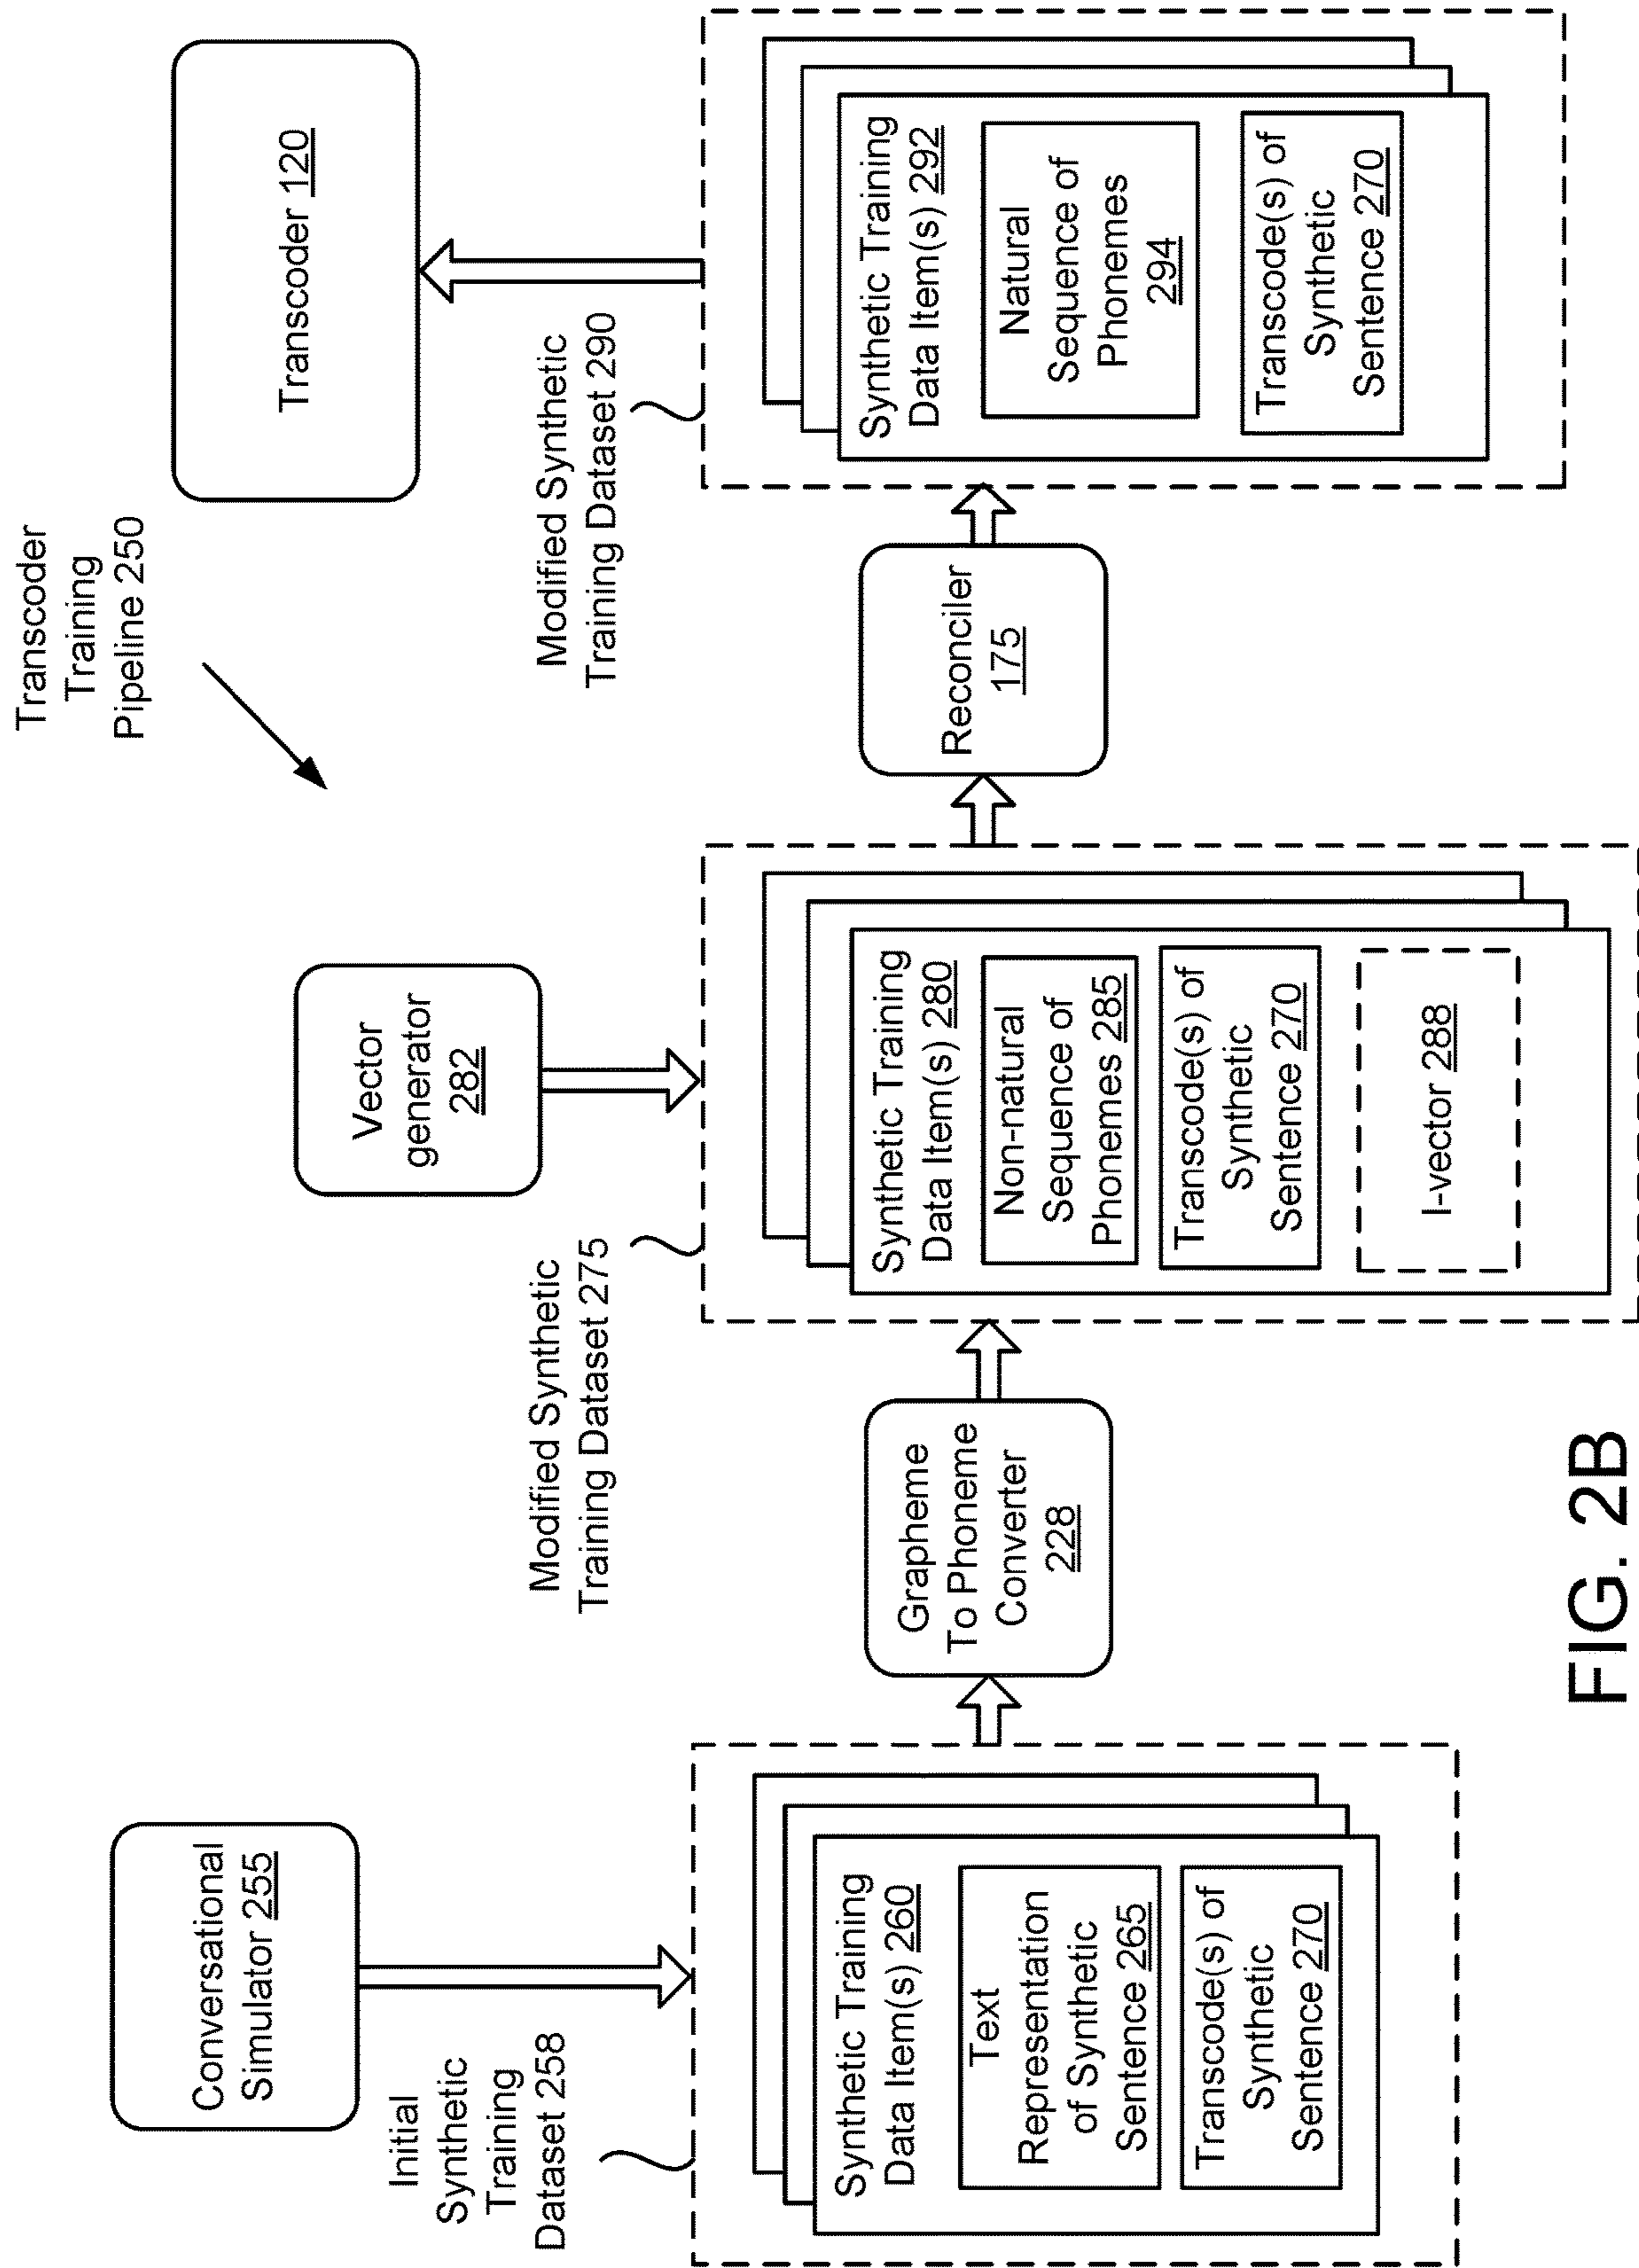 Transcoder
Training
Pipeline 250
Conversational
Simulator 255
Initial
Synthetic
Training
Dataset 258
Synthetic Training
Data Item(s) 260
Text
Representation
of Synthetic
Sentence 265
Transcode(s) of
Synthetic
Sentence 270
Grapheme
To Phoneme
Converter
228
Vector
generator
282
Modified Synthetic
Training Dataset 275
Synthetic Training
Data Item(s) 280
Non-natural
Sequence of
Phonemes 285
Transcode(s) of
Synthetic
Sentence 270
I-vector 288
Reconciler
175
Transcoder 120
Modified Synthetic
Training Dataset 290
Synthetic Training
Data Item(s) 292
Natural
Sequence of
Phonemes
294
Transcode(s) of
Synthetic
Sentence 270
FIG. 2B